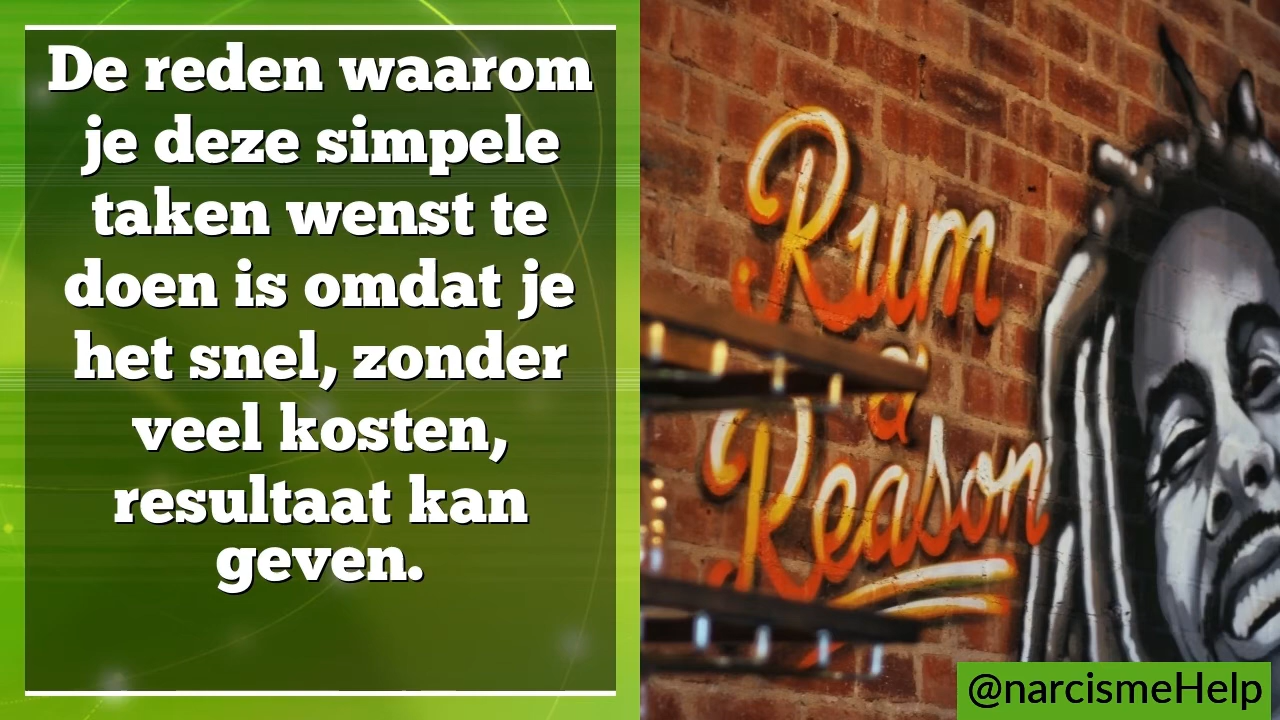 De reden waarom
je deze simpele
taken wenst te
doen is omdat je
het snel, zonder
veel kosten,
resultaat kan
geven.
Rum
&
Reason
@narcismeHelp